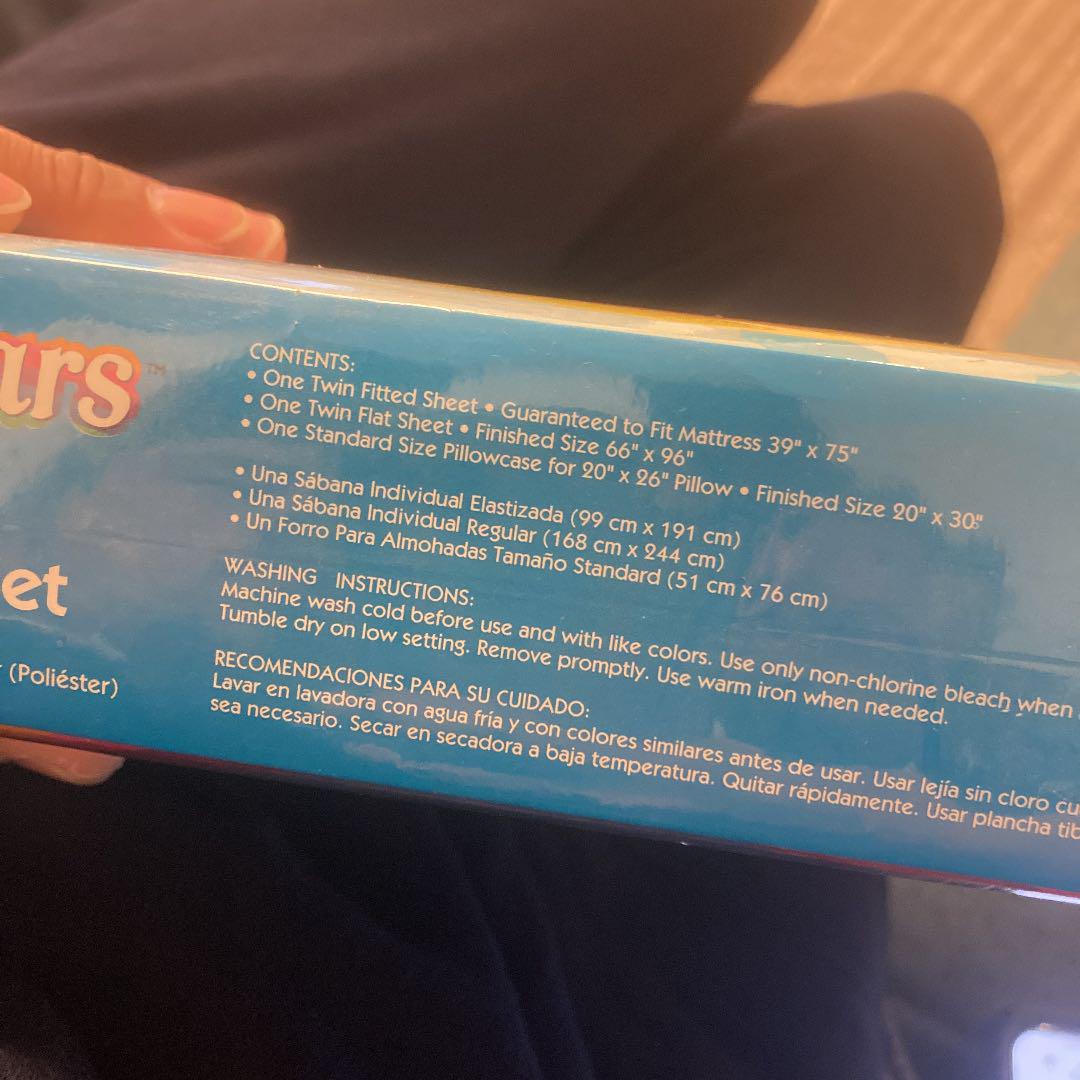 ars™
et
(Poliéster)
CONTENTS:
• One Twin Fitted Sheet • Guaranteed to Fit Mattress 39" x 75"
• One Twin Flat Sheet • Finished Size 66" x 96"
• One Standard Size Pillowcase for 20" x 26" Pillow • Finished Size 20" x 30"
• Una Sábana Individual Elastizada (99 cm x 191 cm)
• Una Sábana Individual Regular (168 cm x 244 cm)
• Un Forro Para Almohadas Tamaño Standard (51 cm x 76 cm)
WASHING INSTRUCTIONS:
Machine wash cold before use and with like colors. Use only non-chlorine bleach when
Tumble dry on low setting. Remove promptly. Use warm iron when needed.
RECOMENDACIONES PARA SU CUIDADO:
Lavar en lavadora con agua fría y con colores similares antes de usar. Usar lejía sin cloro cu
sea necesario. Secar en secadora a baja temperatura. Quitar rápidamente. Usar plancha tib